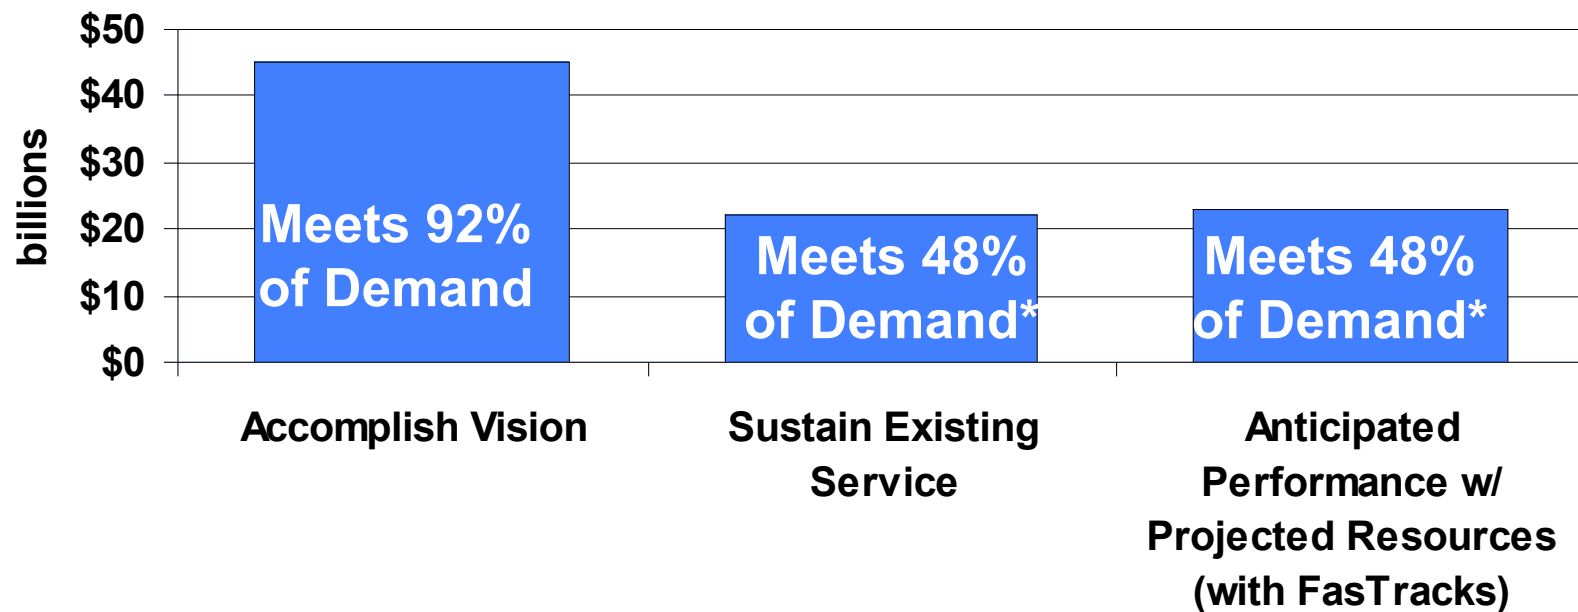 $50
$40
$30
$20
$10
$0
billions
Meets 92%
of Demand
Meets 48%
of Demand*
Meets 48%
of Demand*
Accomplish Vision
Sustain Existing
Service
Anticipated
Performance w/
Projected Resources
(with FasTracks)